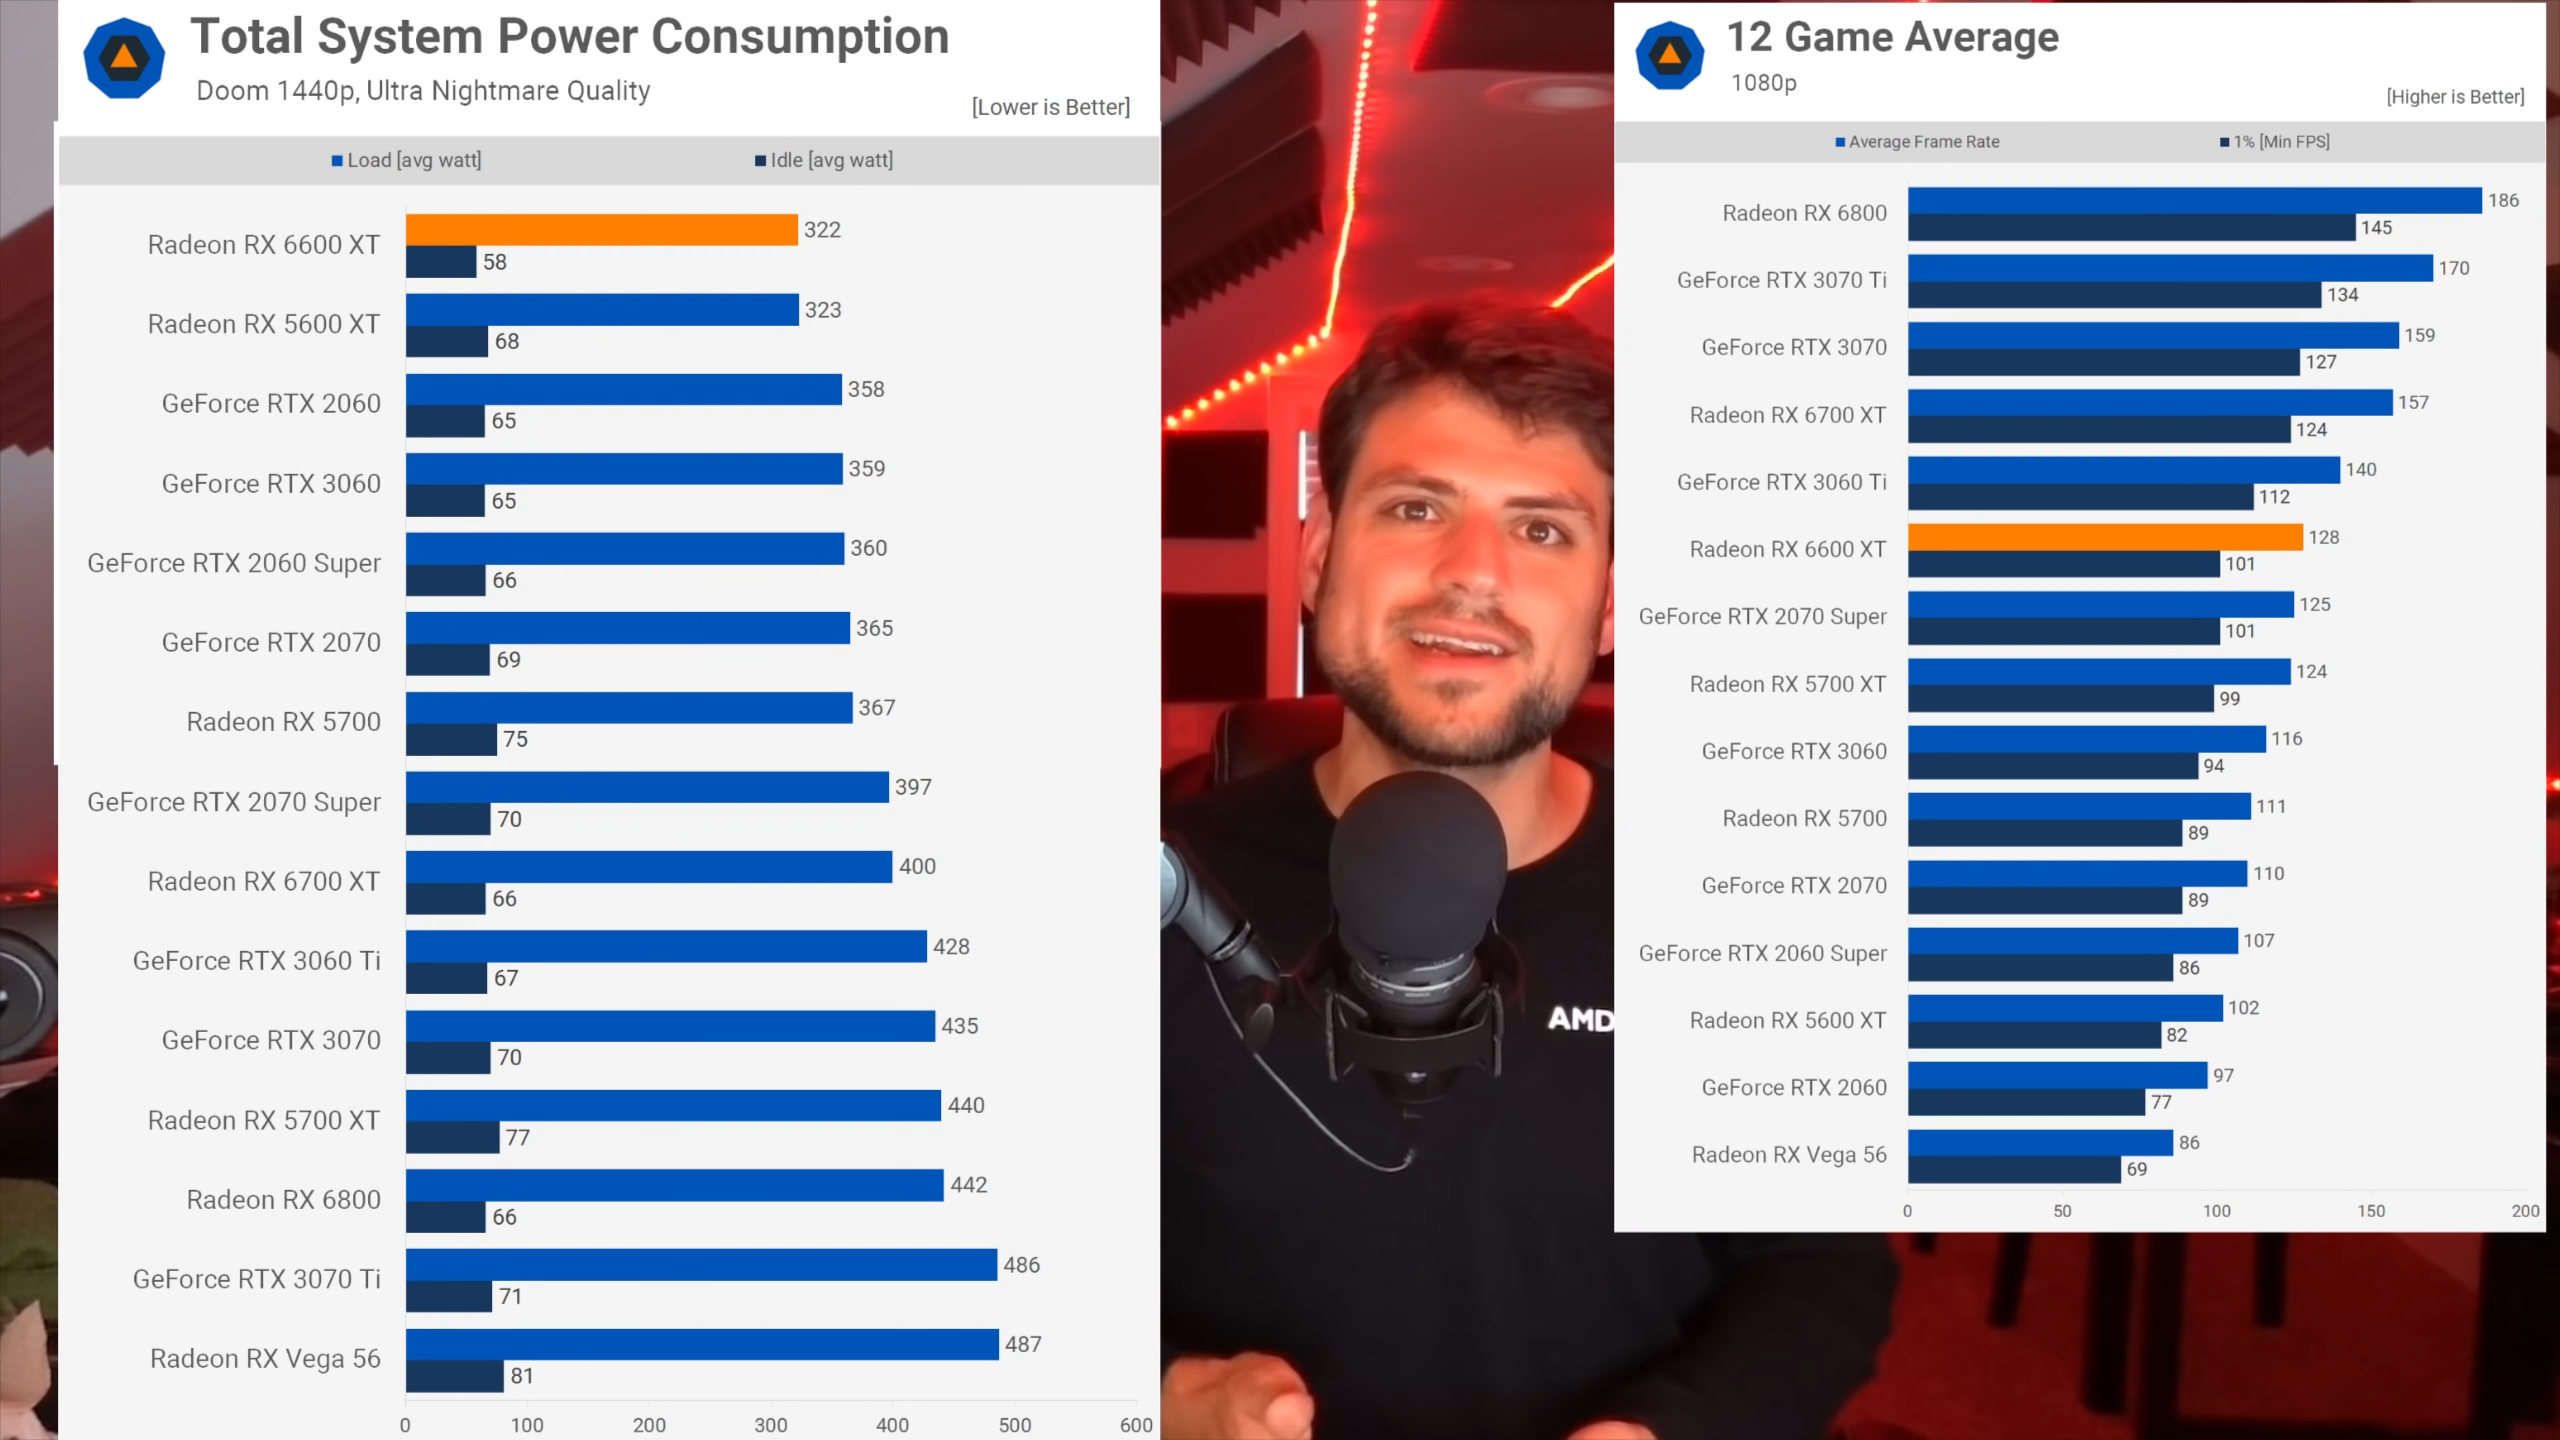 Total System Power Consumption
Doom 1440p, Ultra Nightmare Quality
[Lower is Better]
Load [avg watt] Idle [avg watt]
Radeon RX 6600 XT 322
58
Radeon RX 5600 XT 323
68
GeForce RTX 2060 358
65
GeForce RTX 3060 359
65
GeForce RTX 2060 Super 360
66
GeForce RTX 2070 365
69
Radeon RX 5700 367
75
GeForce RTX 2070 Super 397
70
Radeon RX 6700 XT 400
66
GeForce RTX 3060 Ti 428
67
GeForce RTX 3070 435
70
Radeon RX 5700 XT 440
77
Radeon RX 6800 442
66
GeForce RTX 3070 Ti 486
71
Radeon RX Vega 56 487
81
0 100 200 300 400 500 600
AMD
12 Game Average
1080p
[Higher is Better]
Average Frame Rate 1% [Min FPS]
Radeon RX 6800 186
145
GeForce RTX 3070 Ti 170
134
GeForce RTX 3070 159
127
Radeon RX 6700 XT 157
124
GeForce RTX 3060 Ti 140
112
Radeon RX 6600 XT 128
101
GeForce RTX 2070 Super 125
101
Radeon RX 5700 XT 124
99
GeForce RTX 3060 116
94
Radeon RX 5700 111
89
GeForce RTX 2070 110
89
GeForce RTX 2060 Super 107
86
Radeon RX 5600 XT 102
82
GeForce RTX 2060 97
77
Radeon RX Vega 56 86
69
0 50 100 150 200